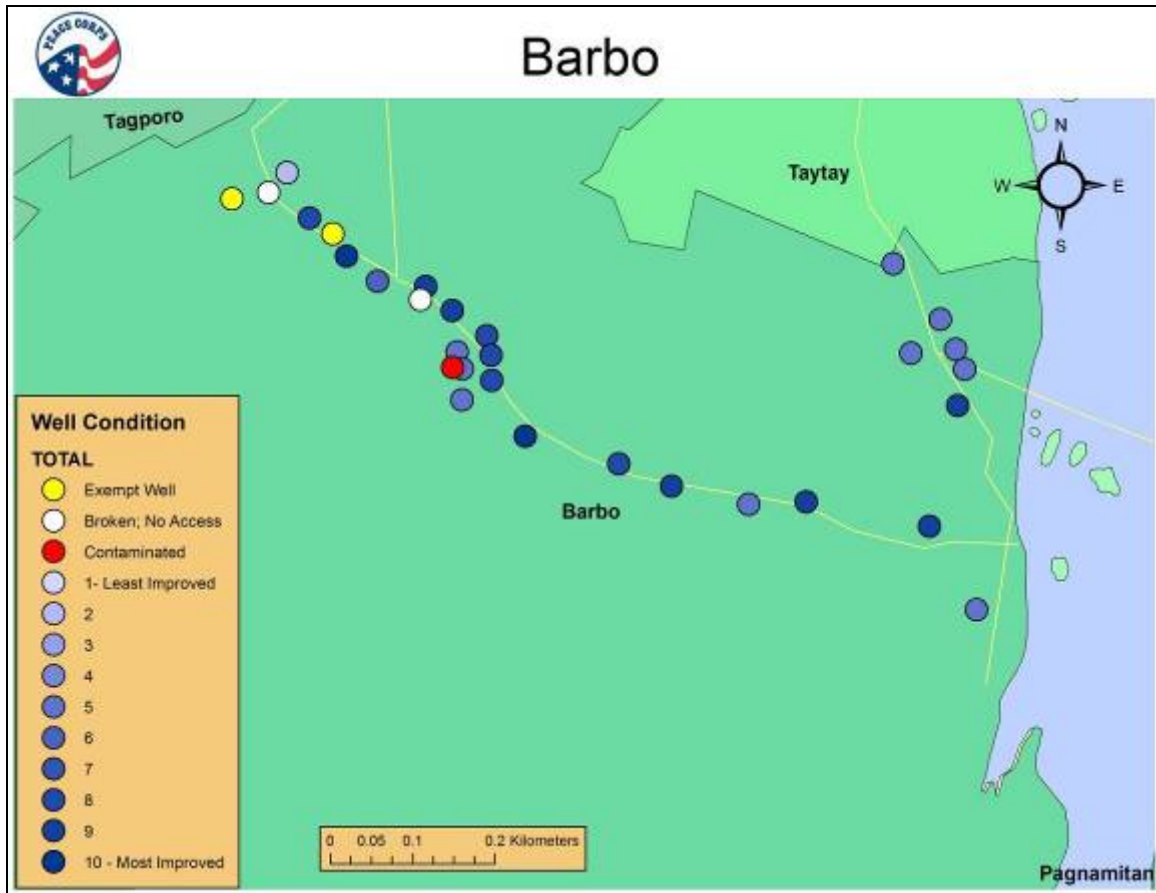 PEACE CORPS
Barbo
Tagporo
Taytay
N
W E
S
Barbo
Well Condition
TOTAL
Exempt Well
Broken; No Access
Contaminated
1- Least Improved
2
3
4
5
6
7
8
9
10 - Most Improved
0 0.05 0.1 0.2 Kilometers
Pagnamitan